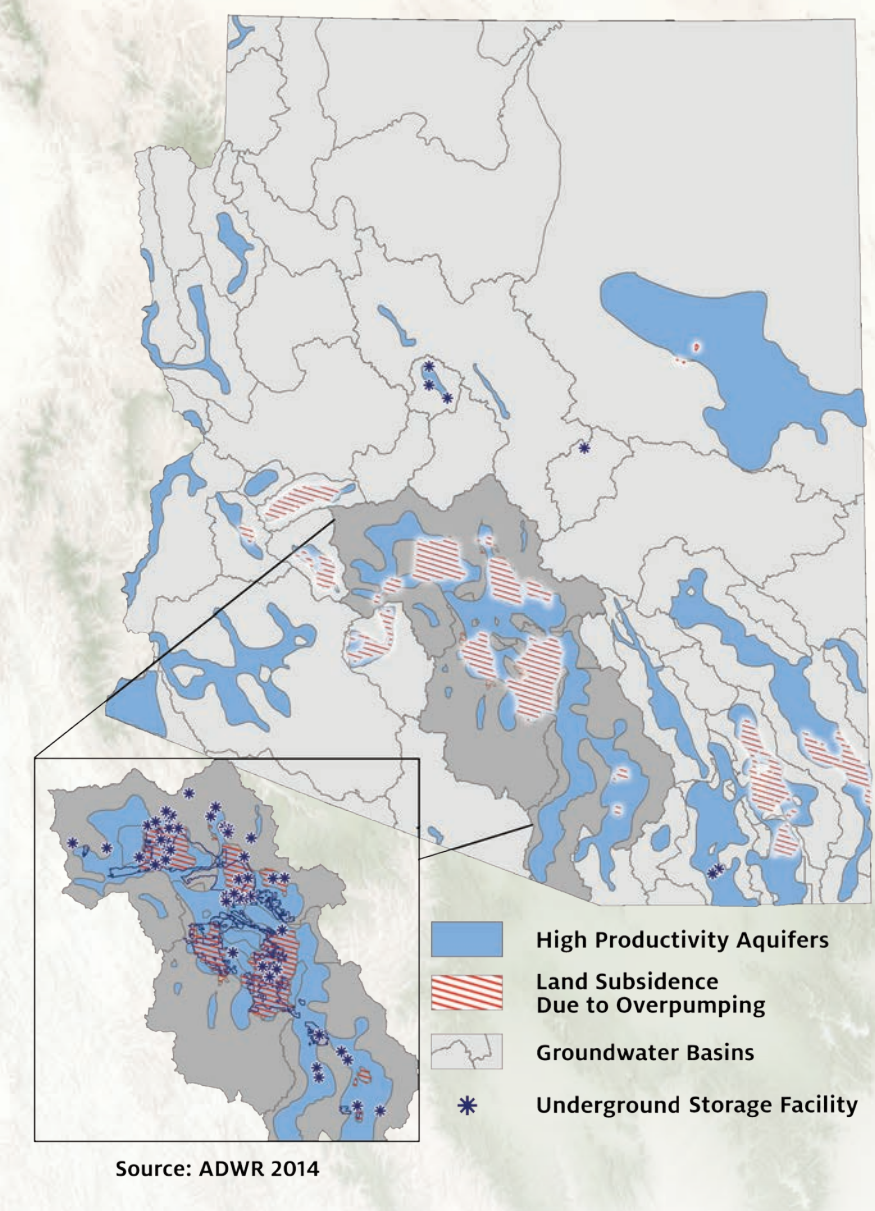 High Productivity Aquifers
Land Subsidence
Due to Overpumping
Groundwater Basins
Underground Storage Facility
Source: ADWR 2014